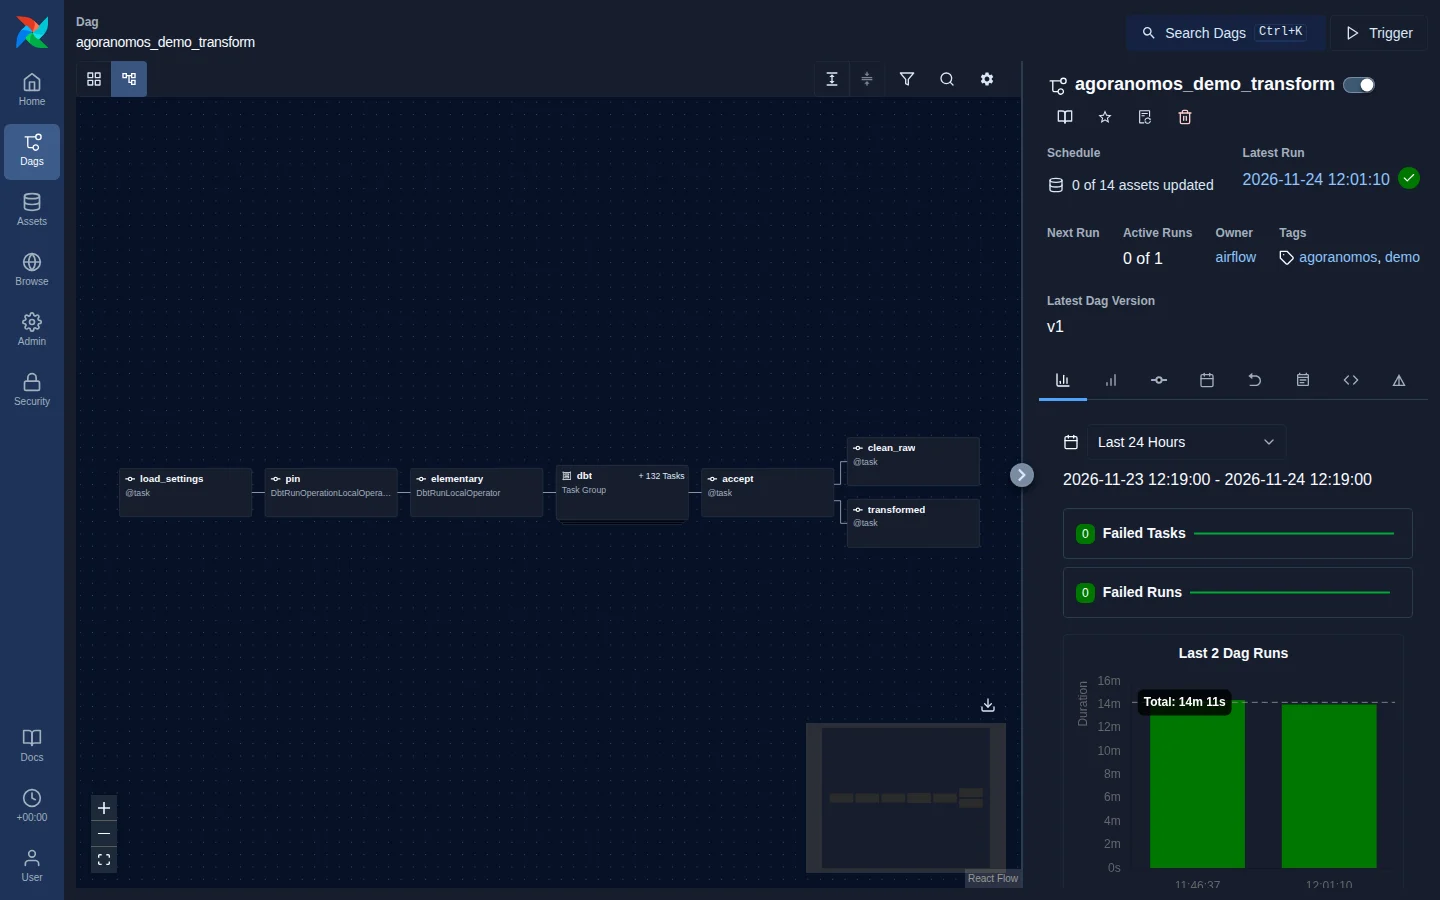 Dag
agoranomos_demo_transform
Search Dags Ctrl+K
Trigger
Home
Dags
Assets
Browse
Admin
Security
Docs
+00:00
User
load_settings
@task
pin
DbtRunOperationLocalOpera…
elementary
DbtRunLocalOperator
dbt
+ 132 Tasks
Task Group
accept
@task
clean_raw
@task
transformed
@task
React Flow
agoranomos_demo_transform
Schedule
0 of 14 assets updated
Latest Run
2026-11-24 12:01:10
Next Run
Active Runs
0 of 1
Owner
airflow
Tags
agoranomos, demo
Latest Dag Version
v1
Last 24 Hours
2026-11-23 12:19:00 - 2026-11-24 12:19:00
0 Failed Tasks
0 Failed Runs
Last 2 Dag Runs
Duration
16m
14m
12m
10m
8m
6m
4m
2m
0s
Total: 14m 11s
11:46:37
12:01:10